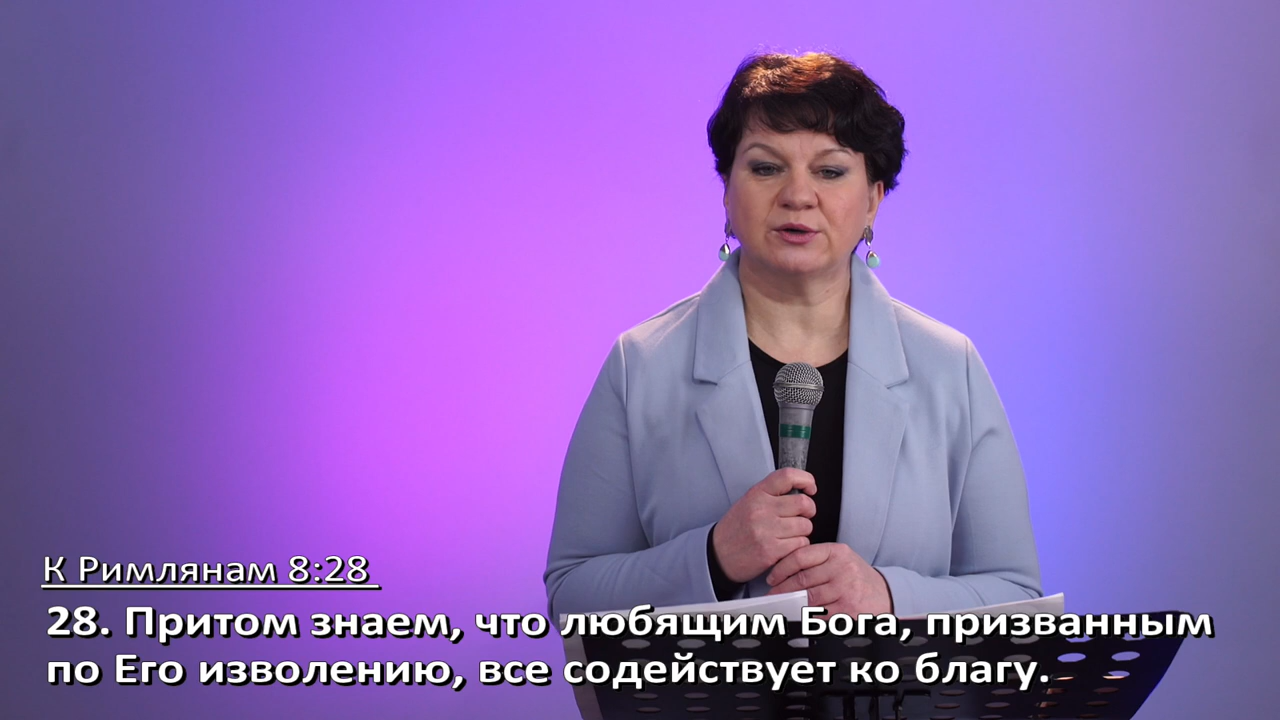 К Римлянам 8:28
28. Притом знаем, что любящим Бога, призванным
по Его изволению, все содействует ко благу.